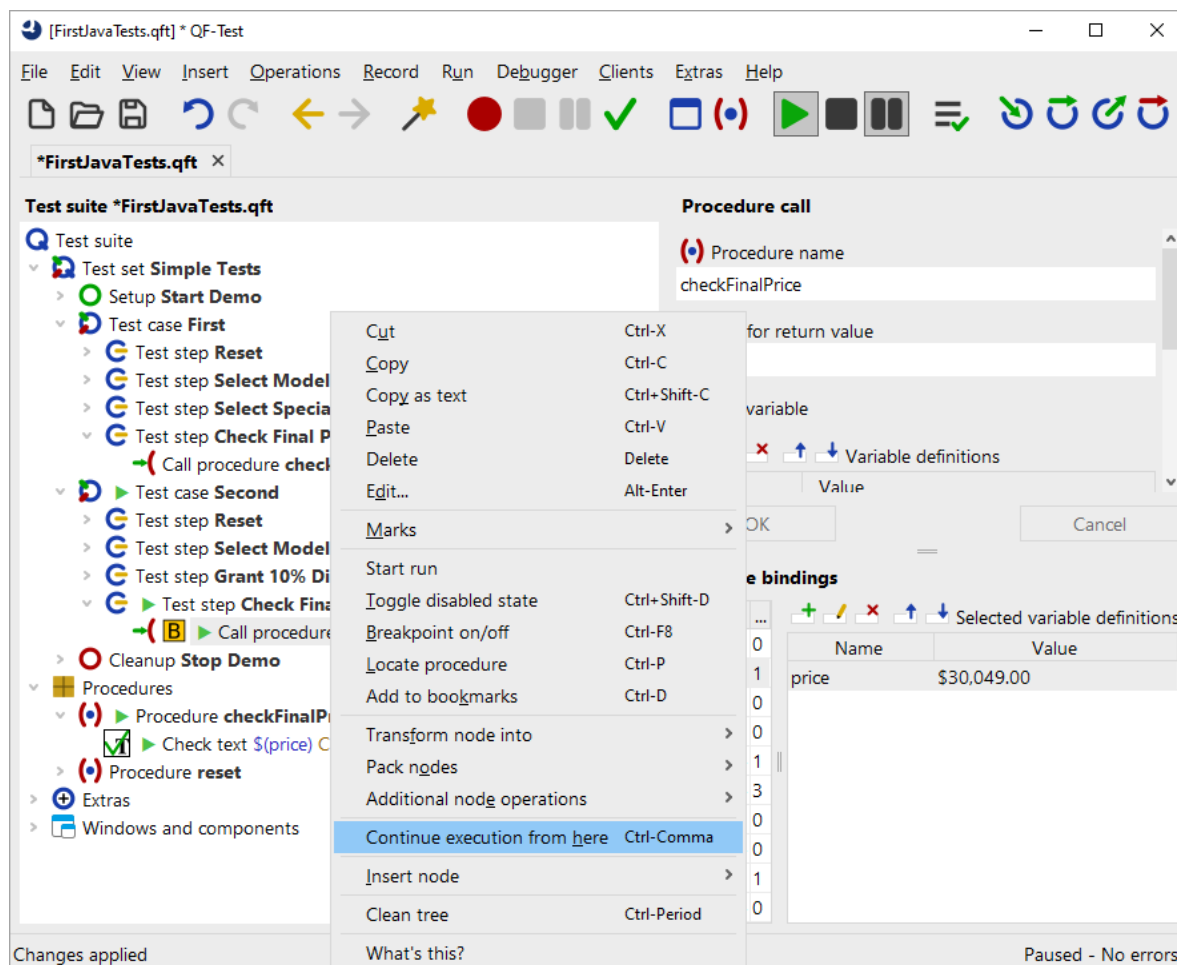 [FirstJavaTests.qft] * QF-Test
File Edit View Insert Operations Record Run Debugger Clients Extras Help
*FirstJavaTests.qft
Test suite *FirstJavaTests.qft
Test suite
Test set Simple Tests
Setup Start Demo
Test case First
Test step Reset
Test step Select Model
Test step Select Specia
Test step Check Final P
Call procedure check
Test case Second
Test step Reset
Test step Select Model
Test step Grant 10% Di
Test step Check Fina
B Call procedure
Cleanup Stop Demo
Procedures
Procedure checkFinalPr
Check text $(price) C
Procedure reset
Extras
Windows and components
Cut Ctrl-X
Copy Ctrl-C
Copy as text Ctrl+Shift-C
Paste Ctrl-V
Delete Delete
Edit... Alt-Enter
Marks
Start run
Toggle disabled state Ctrl+Shift-D
Breakpoint on/off Ctrl-F8
Locate procedure Ctrl-P
Add to bookmarks Ctrl-D
Transform node into
Pack nodes
Additional node operations
Continue execution from here Ctrl-Comma
Insert node
Clean tree Ctrl-Period
What's this?
Procedure call
Procedure name
checkFinalPrice
for return value
variable
Variable definitions
Value
OK Cancel
e bindings
...
0
1
0
0
1
3
0
0
1
0
Selected variable definitions
Name Value
price $30,049.00
Changes applied
Paused - No errors